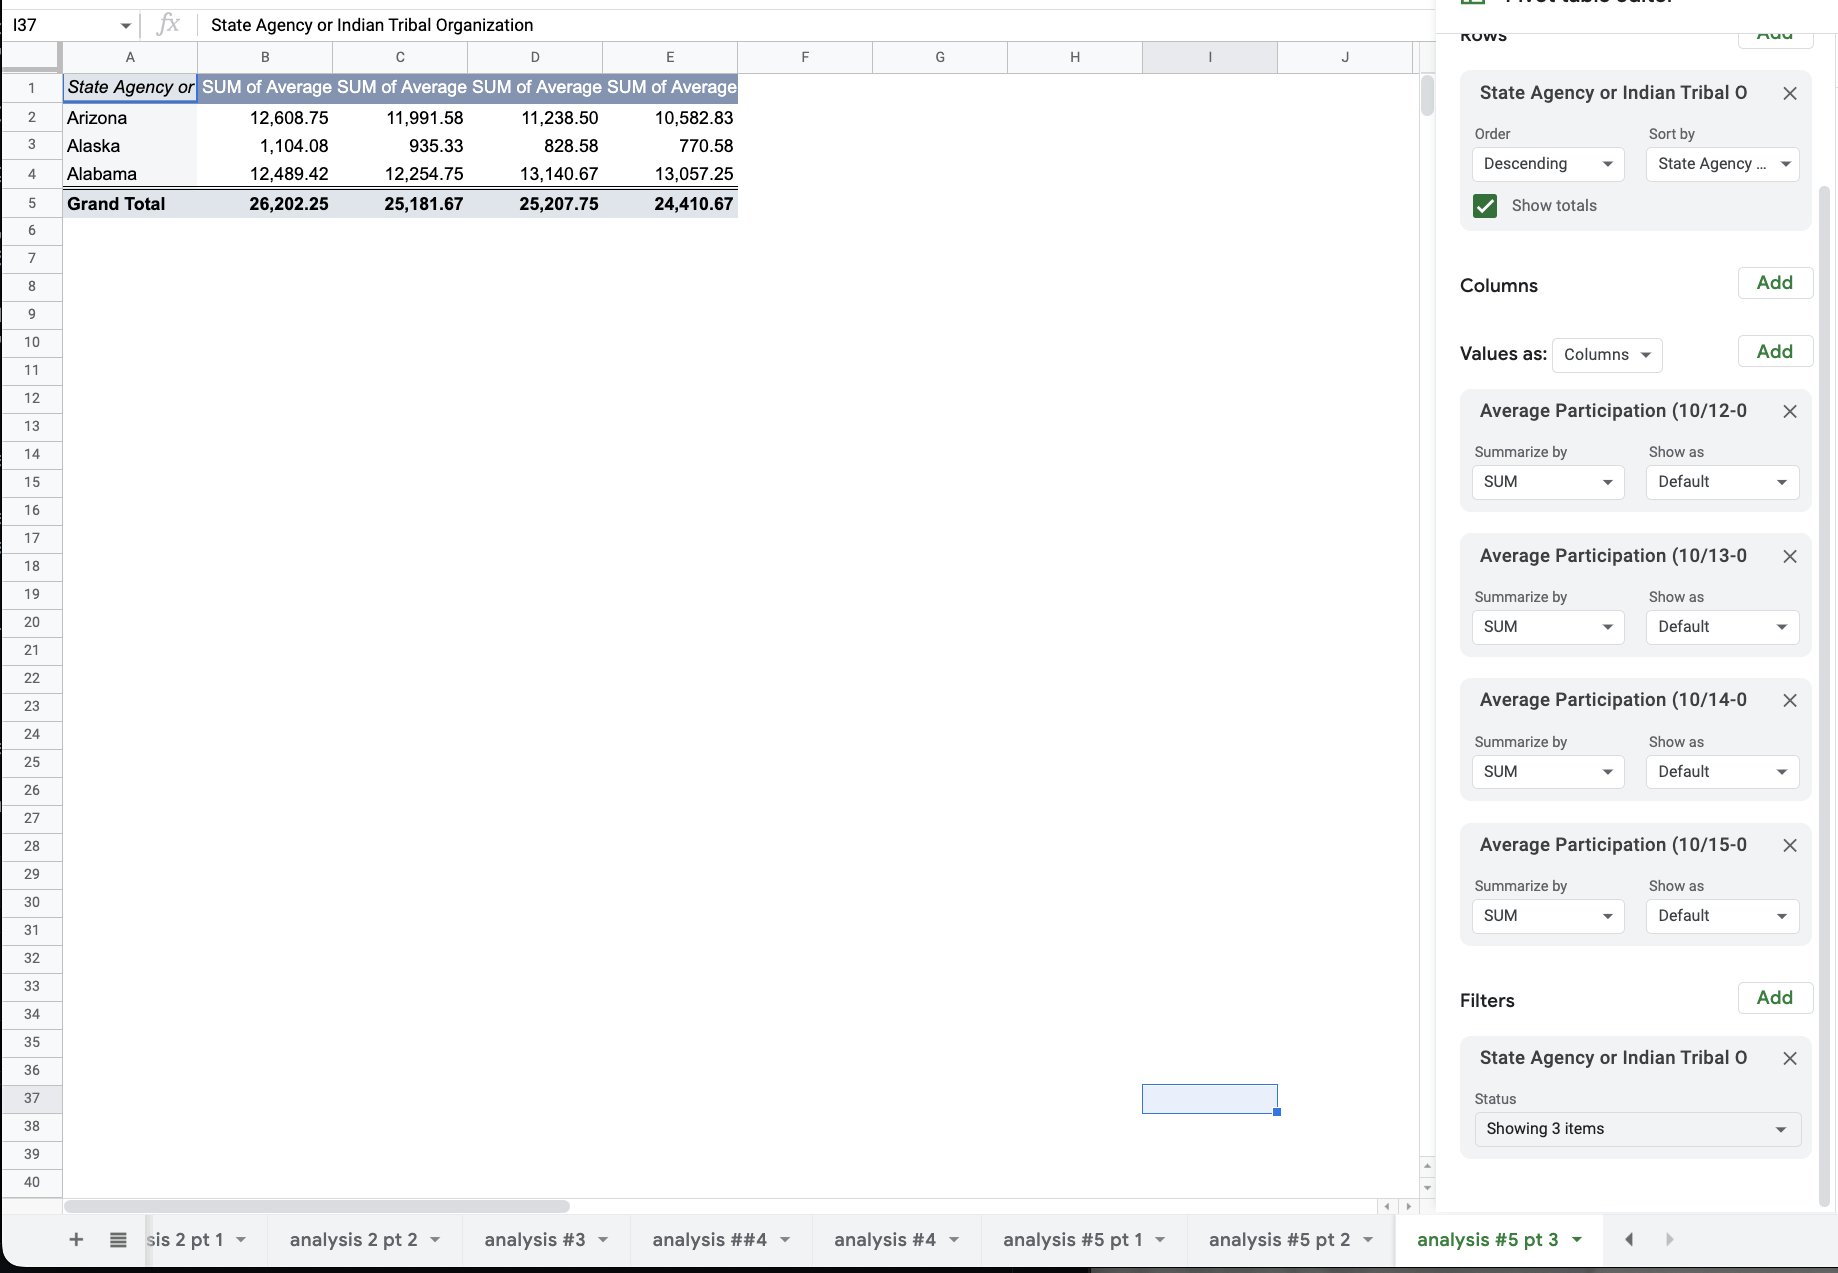 I37 fx State Agency or Indian Tribal Organization
A B C D E F G H I J
1 State Agency or SUM of Average SUM of Average SUM of Average SUM of Average
2 Arizona 12,608.75 11,991.58 11,238.50 10,582.83
3 Alaska 1,104.08 935.33 828.58 770.58
4 Alabama 12,489.42 12,254.75 13,140.67 13,057.25
5 Grand Total 26,202.25 25,181.67 25,207.75 24,410.67
6
7
8
9
10
11
12
13
14
15
16
17
18
19
20
21
22
23
24
25
26
27
28
29
30
31
32
33
34
35
36
37
38
39
40
Pivot table editor
Rows Add
State Agency or Indian Tribal O
Order Sort by
Descending State Agency ...
Show totals
Columns Add
Values as: Columns Add
Average Participation (10/12-0
Summarize by Show as
SUM Default
Average Participation (10/13-0
Summarize by Show as
SUM Default
Average Participation (10/14-0
Summarize by Show as
SUM Default
Average Participation (10/15-0
Summarize by Show as
SUM Default
Filters Add
State Agency or Indian Tribal O
Status
Showing 3 items
sis 2 pt 1 analysis 2 pt 2 analysis #3 analysis ##4 analysis #4 analysis #5 pt 1 analysis #5 pt 2 analysis #5 pt 3